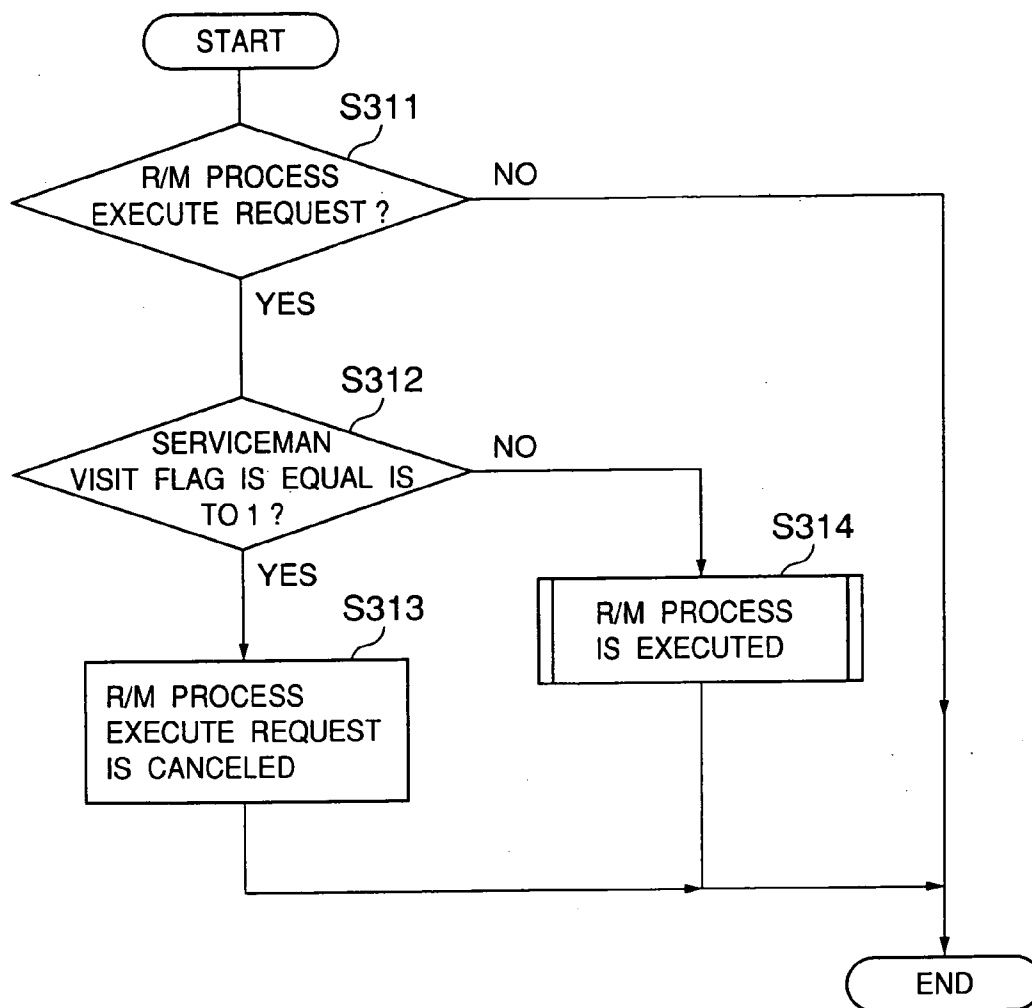 START
S311
R/M PROCESS
EXECUTE REQUEST ?
NO
YES
S312
SERVICEMAN
VISIT FLAG IS EQUAL IS
TO 1 ?
NO
YES
S314
R/M PROCESS
IS EXECUTED
S313
R/M PROCESS
EXECUTE REQUEST
IS CANCELED
END